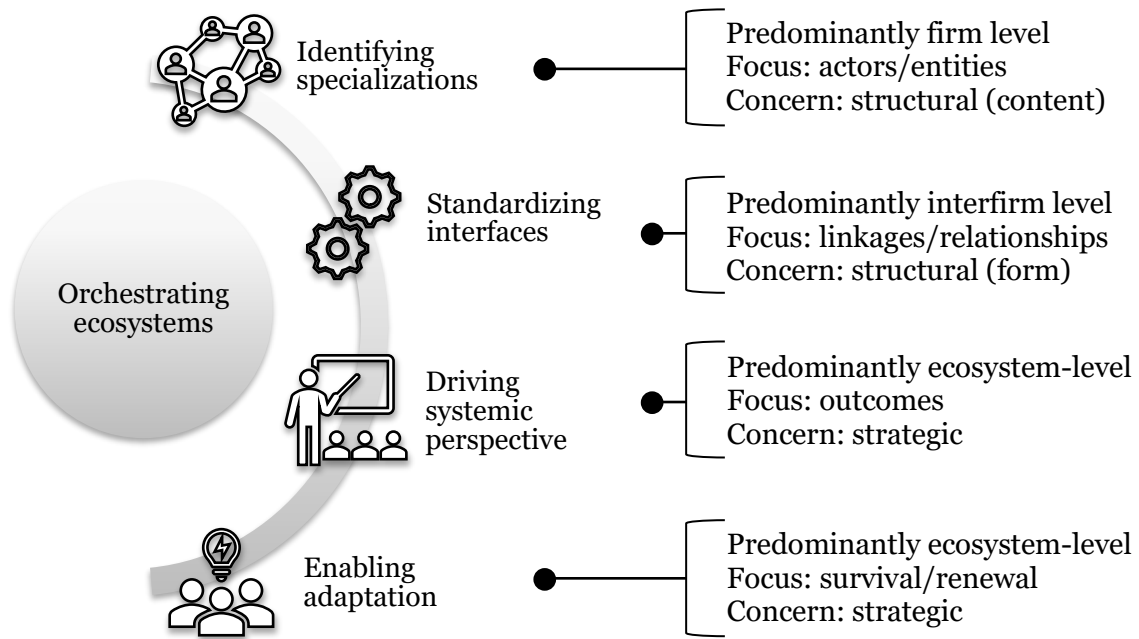 Identifying
specializations
Predominantly firm level
Focus: actors/entities
Concern: structural (content)
Standardizing
interfaces
Predominantly interfirm level
Focus: linkages/relationships
Concern: structural (form)
Orchestrating
ecosystems
Driving
systemic
perspective
Predominantly ecosystem-level
Focus: outcomes
Concern: strategic
Enabling
adaptation
Predominantly ecosystem-level
Focus: survival/renewal
Concern: strategic